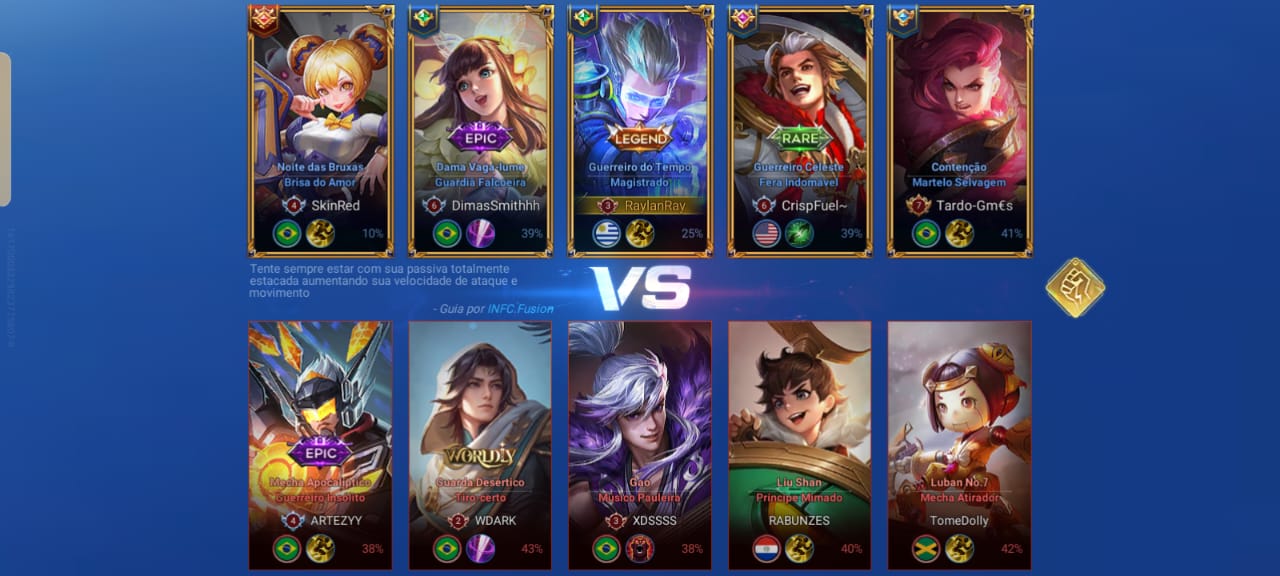 EPIC
Noite das Bruxas
Brisa do Amor
4 SkinRed
10%
Dama Vaga-lume
Guardiã Falcoeira
6 DimasSmithhh
39%
LEGEND
Guerreiro do Tempo
Magistrado
3 RaylanRay
25%
RARE
Guerreiro Celeste
Fera Indomável
6 CrispFuel~
39%
Contenção
Martelo Selvagem
7 Tardo-Gm€s
41%
Tente sempre estar com sua passiva totalmente
estacada aumentando sua velocidade de ataque e
movimento
- Guia por INFC.Fusion
VS
EPIC
Mecha Apocalíptico
Guerreiro Insólito
4 ARTEZYY
38%
WORLDLY
Guarda Desértico
Tiro-certo
2 WDARK
43%
Gao
Músico Pauleira
3 XDSSSS
38%
Liu Shan
Príncipe Mimado
RABUNZES
40%
Luban No.7
Mecha Atirador
TomeDolly
42%